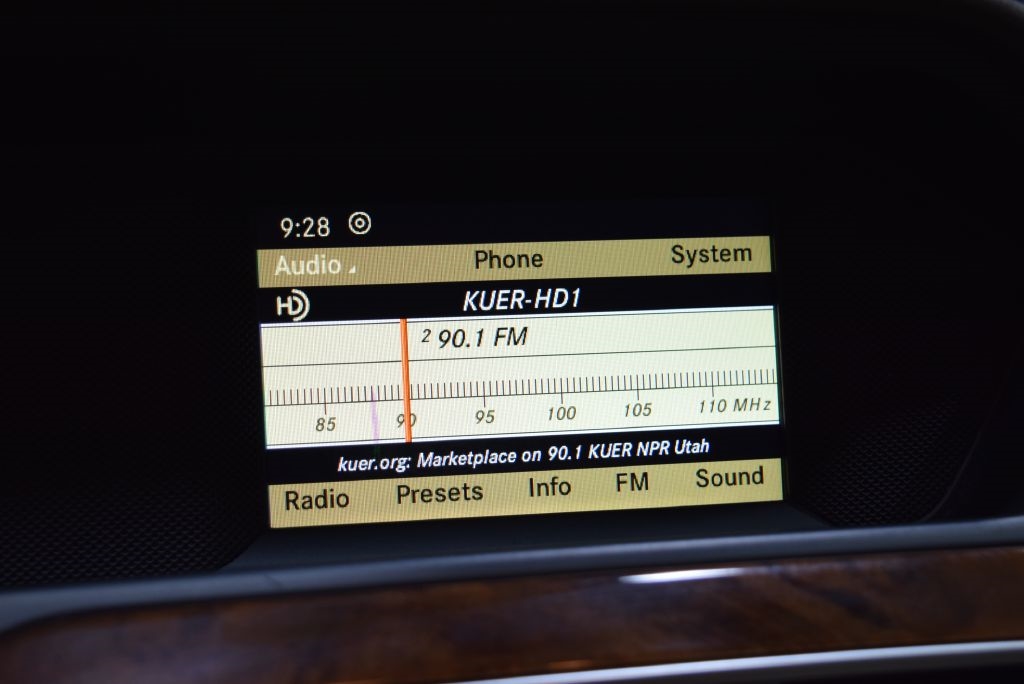 9:28
Audio Phone System
HD KUER-HD1
2 90.1 FM
85 90 95 100 105 110 MHz
kuer.org: Marketplace on 90.1 KUER NPR Utah
Radio Presets Info FM Sound